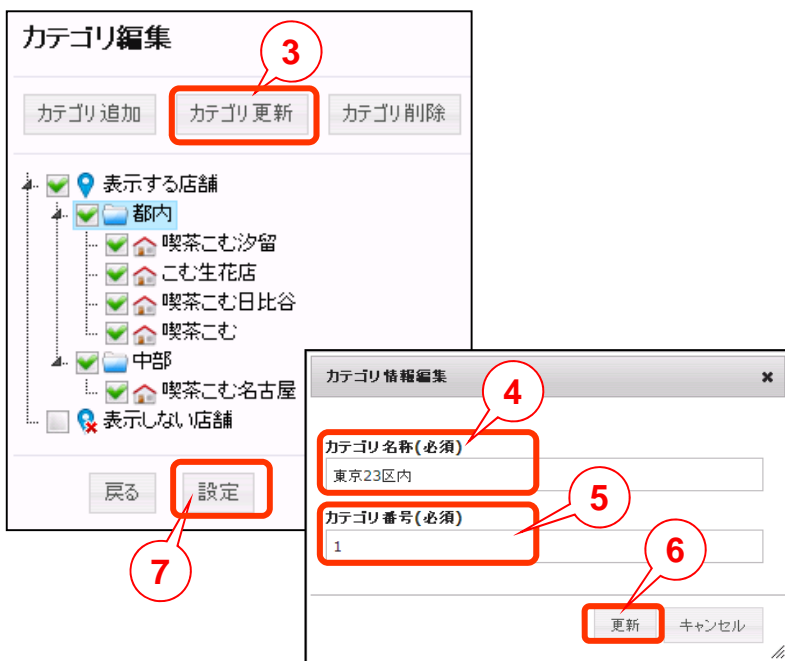 カテゴリ編集
3
カテゴリ追加 カテゴリ更新 カテゴリ削除
表示する店舗
都内
喫茶こむ汐留
こむ生花店
喫茶こむ日比谷
喫茶こむ
中部
喫茶こむ名古屋
表示しない店舗
戻る 設定
7
カテゴリ情報編集
4
カテゴリ名称(必須)
東京23区内
5
カテゴリ番号(必須)
1
6
更新 キャンセル